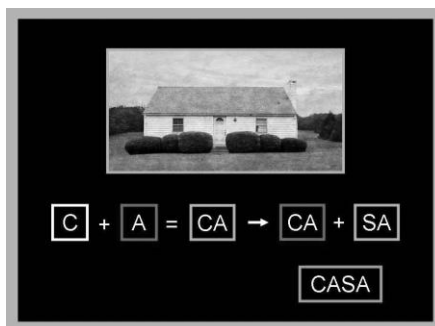 C + A = CA → CA + SA
CASA